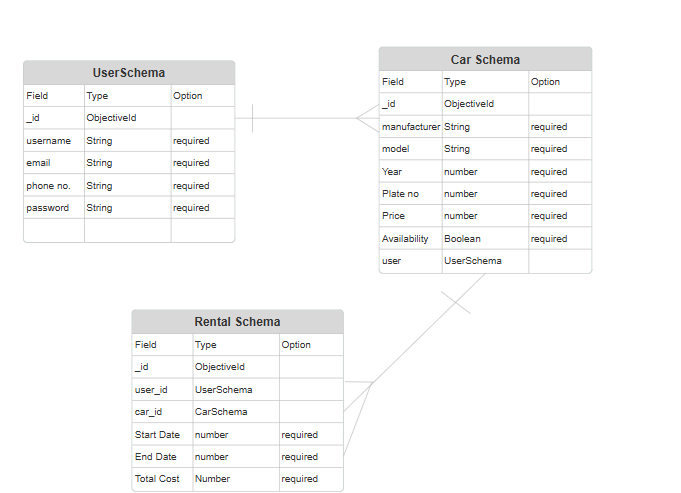 UserSchema
Field Type Option
_id ObjectiveId
username String required
email String required
phone no. String required
password String required
Car Schema
Field Type Option
_id ObjectiveId
manufacturer String required
model String required
Year number required
Plate no number required
Price number required
Availability Boolean required
user UserSchema
Rental Schema
Field Type Option
_id ObjectiveId
user_id UserSchema
car_id CarSchema
Start Date number required
End Date number required
Total Cost Number required